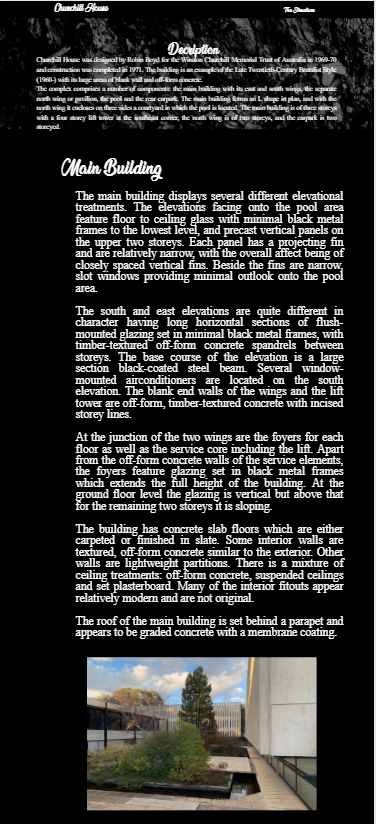 Churchill House
The Structure
Decription
Churchill House was designed by Robin Boyd for the Winston Churchill Memorial Trust of Australia in 1969-70
and construction was completed in 1971. The building is an example of the Late Twentieth-Century Brutalist Style
(1960-) with its large areas of blank wall and off-form concrete.
The complex comprises a number of components: the main building with its east and south wings, the separate
north wing or pavilion, the pool and the rear carpark. The main building forms an L shape in plan, and with the
north wing it encloses on three sides a courtyard in which the pool is located. The main building is of three storeys
with a four storey lift tower at the southeast corner, the north wing is of two storeys, and the carpark is two
storeyed.
Main Building
The main building displays several different elevational
treatments. The elevations facing onto the pool area
feature floor to ceiling glass with minimal black metal
frames to the lowest level, and precast vertical panels on
the upper two storeys. Each panel has a projecting fin
and are relatively narrow, with the overall affect being of
closely spaced vertical fins. Beside the fins are narrow,
slot windows providing minimal outlook onto the pool
area.
The south and east elevations are quite different in
character having long horizontal sections of flush-
mounted glazing set in minimal black metal frames, with
timber-textured off-form concrete spandrels between
storeys. The base course of the elevation is a large
section black-coated steel beam. Several window-
mounted airconditioners are located on the south
elevation. The blank end walls of the wings and the lift
tower are off-form, timber-textured concrete with incised
storey lines.
At the junction of the two wings are the foyers for each
floor as well as the service core including the lift. Apart
from the off-form concrete walls of the service elements,
the foyers feature glazing set in black metal frames
which extends the full height of the building. At the
ground floor level the glazing is vertical but above that
for the remaining two storeys it is sloping.
The building has concrete slab floors which are either
carpeted or finished in slate. Some interior walls are
textured, off-form concrete similar to the exterior. Other
walls are lightweight partitions. There is a mixture of
ceiling treatments: off-form concrete, suspended ceilings
and set plasterboard. Many of the interior fitouts appear
relatively modern and are not original.
The roof of the main building is set behind a parapet and
appears to be graded concrete with a membrane coating.